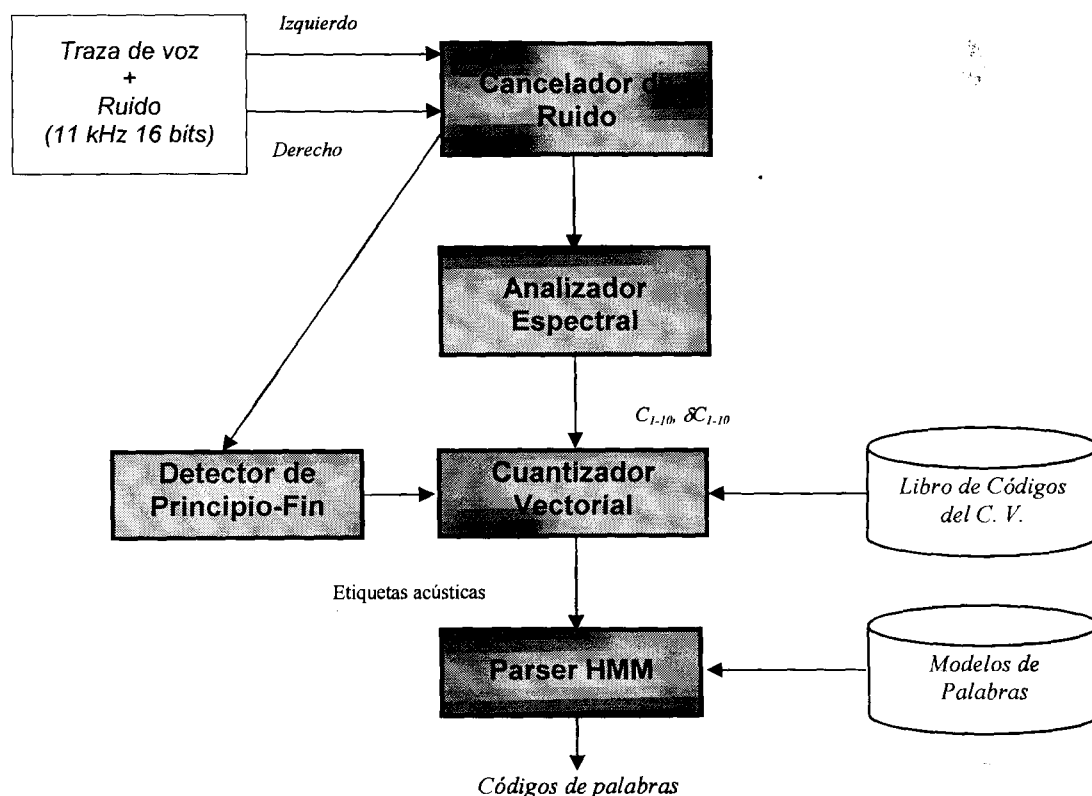 Izquierdo
Traza de voz
+
Ruido
(11 kHz 16 bits)
Derecho
Cancelador de
Ruido
Analizador
Espectral
C1-10, δC1-10
Detector de
Principio-Fin
Cuantizador
Vectorial
Libro de Códigos
del C. V.
Etiquetas acústicas
Parser HMM
Modelos de
Palabras
Códigos de palabras